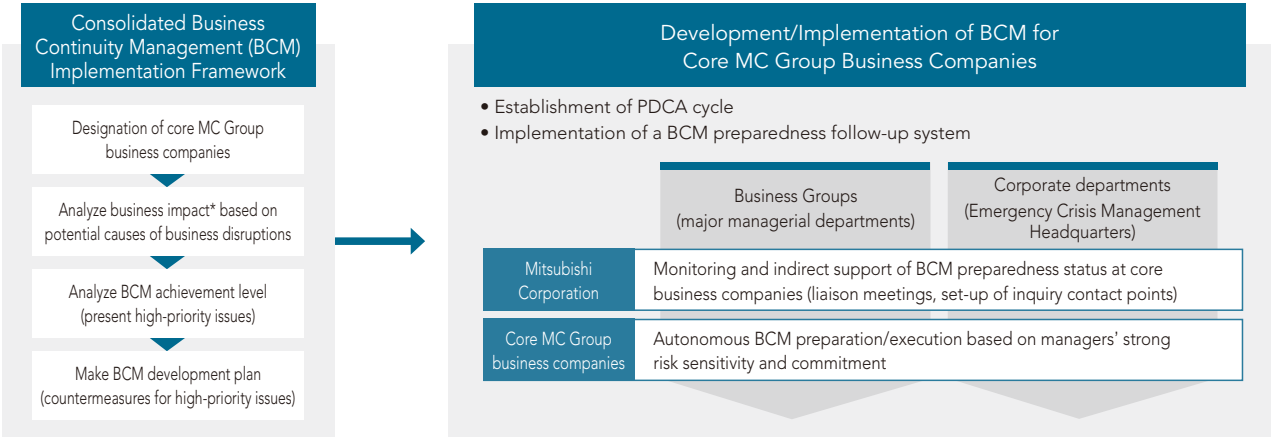 Consolidated Business
Continuity Management (BCM)
Implementation Framework
Designation of core MC Group
business companies
Analyze business impact* based on
potential causes of business disruptions
Analyze BCM achievement level
(present high-priority issues)
Make BCM development plan
(countermeasures for high-priority issues)
Development/Implementation of BCM for
Core MC Group Business Companies
• Establishment of PDCA cycle
• Implementation of a BCM preparedness follow-up system
Business Groups
(major managerial departments)
Corporate departments
(Emergency Crisis Management
Headquarters)
Mitsubishi
Corporation
Monitoring and indirect support of BCM preparedness status at core
business companies (liaison meetings, set-up of inquiry contact points)
Core MC Group
business companies
Autonomous BCM preparation/execution based on managers' strong
risk sensitivity and commitment